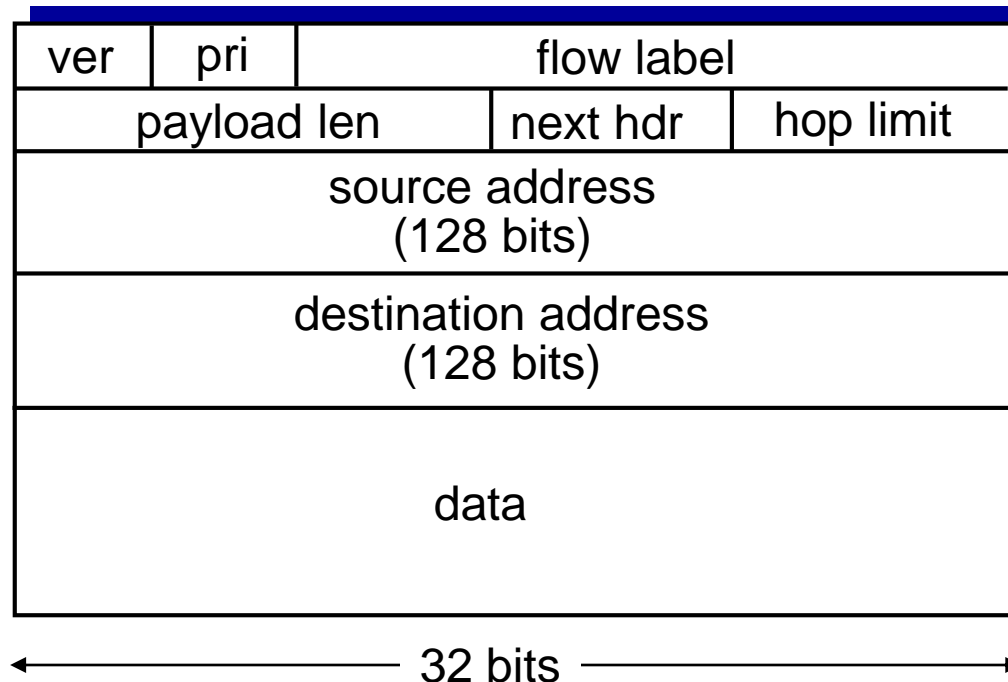 ver pri flow label
payload len next hdr hop limit
source address
(128 bits)
destination address
(128 bits)
data
32 bits